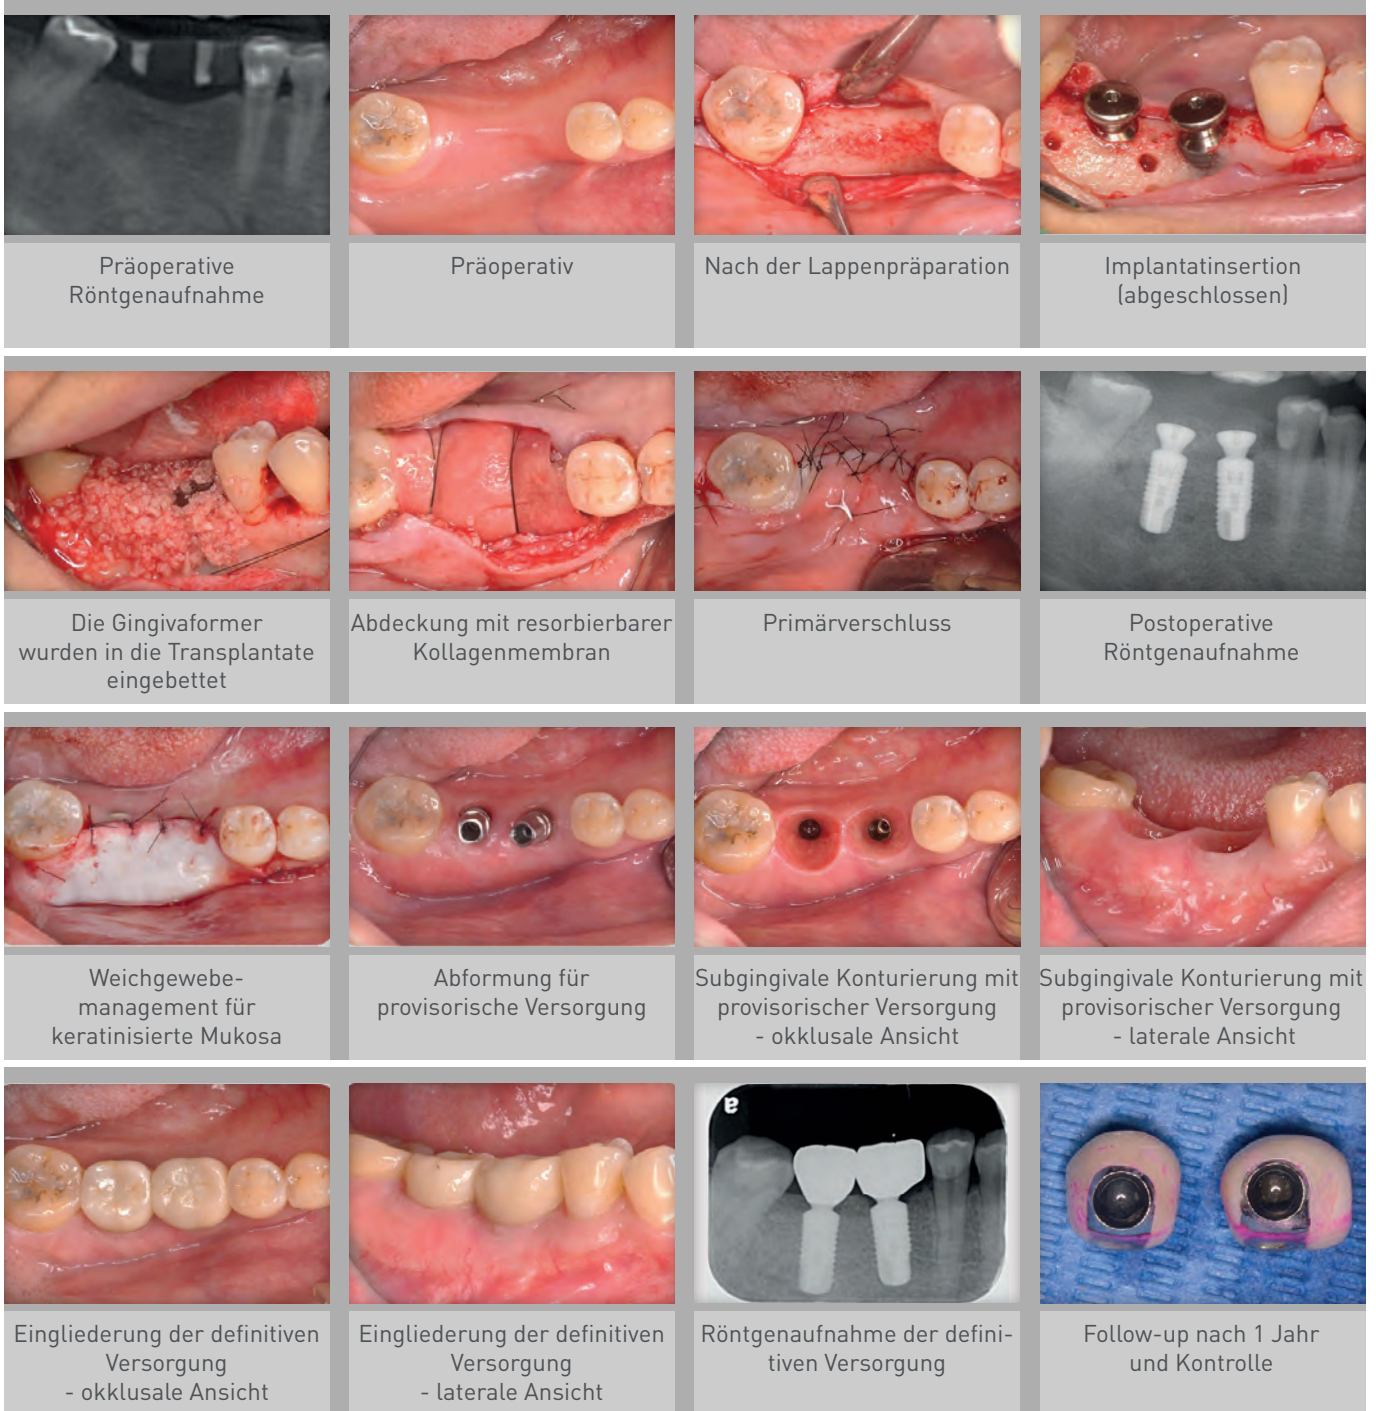 Präoperative
Röntgenaufnahme
Präoperativ
Nach der Lappenpräparation
Implantatinsertion
(abgeschlossen)
Die Gingivaformer
wurden in die Transplantate
eingebettet
Abdeckung mit resorbierbarer
Kollagenmembran
Primärverschluss
Postoperative
Röntgenaufnahme
Weichgewebe-
management für
keratinisierte Mukosa
Abformung für
provisorische Versorgung
Subgingivale Konturierung mit
provisorischer Versorgung
- okklusale Ansicht
Subgingivale Konturierung mit
provisorischer Versorgung
- laterale Ansicht
a
Eingliederung der definitiven
Versorgung
- okklusale Ansicht
Eingliederung der definitiven
Versorgung
- laterale Ansicht
Röntgenaufnahme der defini-
tiven Versorgung
Follow-up nach 1 Jahr
und Kontrolle